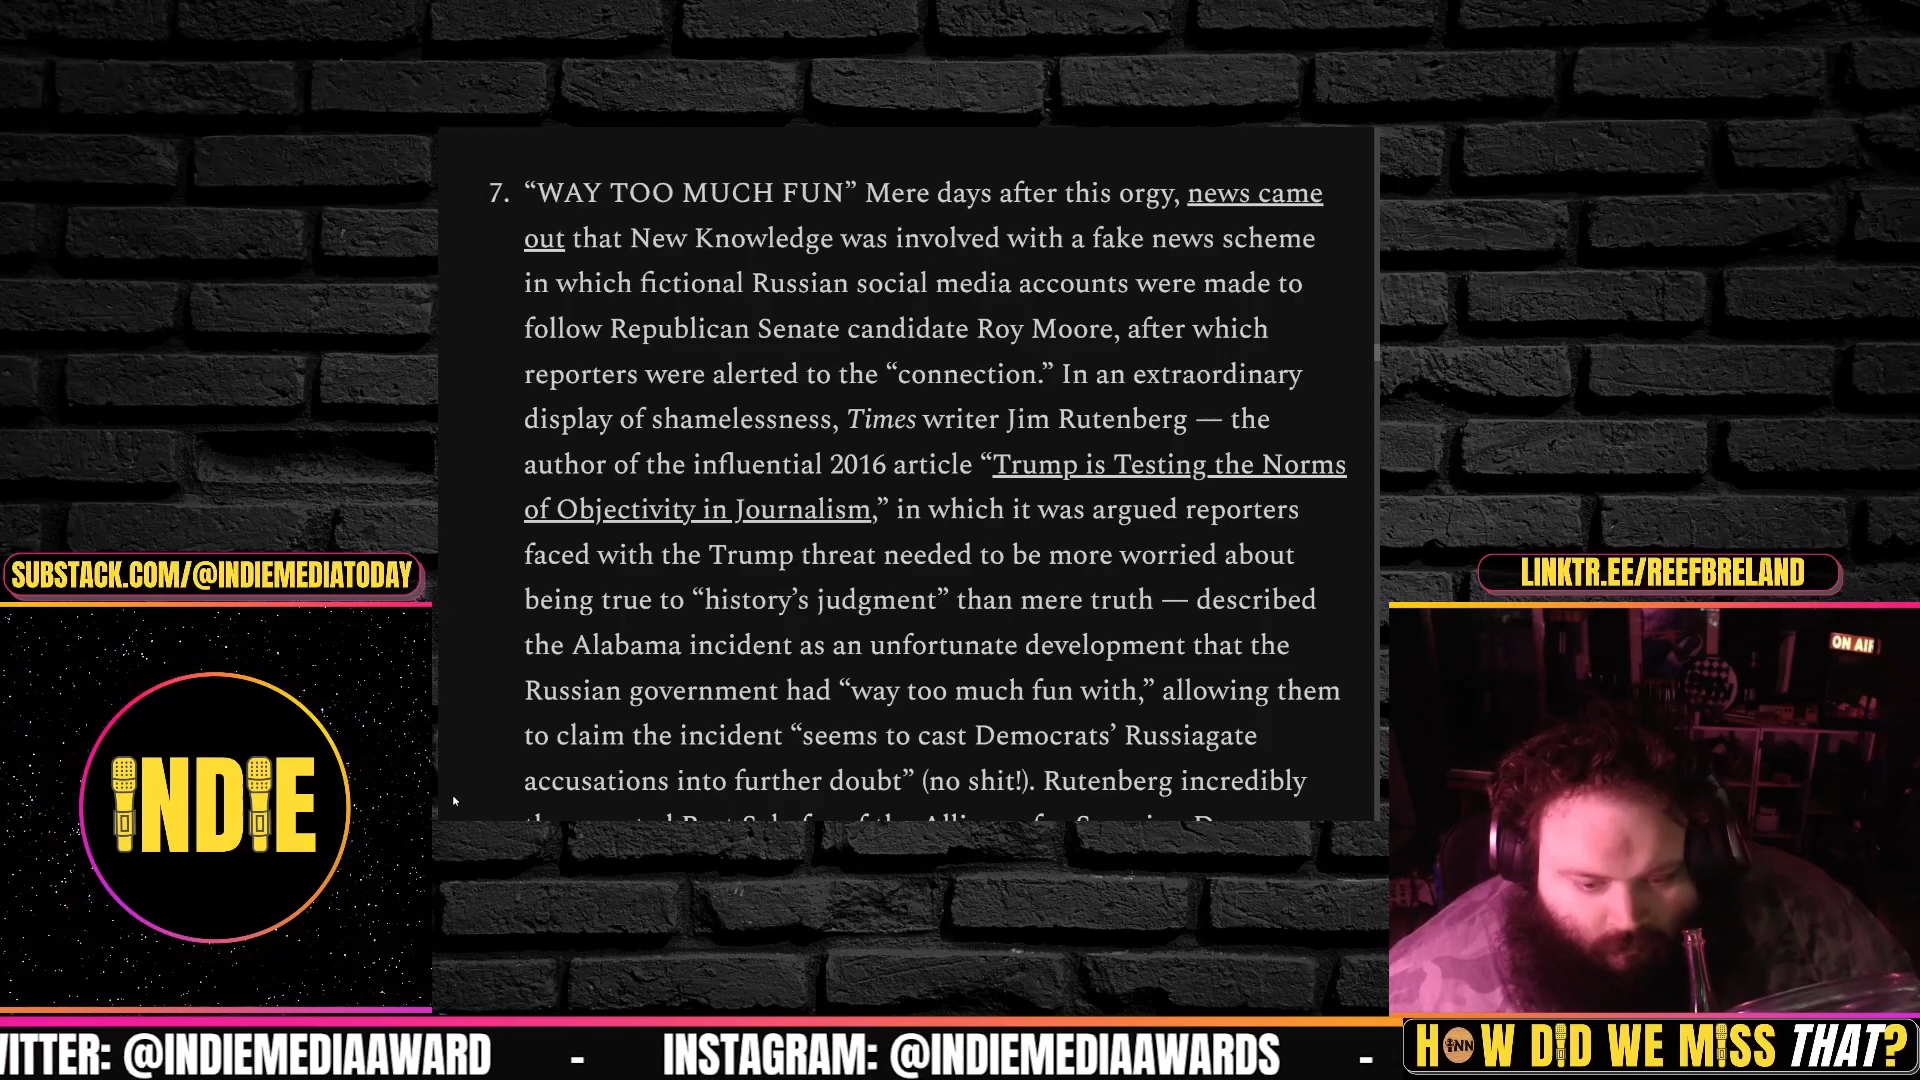 7. “WAY TOO MUCH FUN” Mere days after this orgy, news came
out that New Knowledge was involved with a fake news scheme
in which fictional Russian social media accounts were made to
follow Republican Senate candidate Roy Moore, after which
reporters were alerted to the “connection.” In an extraordinary
display of shamelessness, Times writer Jim Rutenberg — the
author of the influential 2016 article “Trump is Testing the Norms
of Objectivity in Journalism,” in which it was argued reporters
faced with the Trump threat needed to be more worried about
being true to “history’s judgment” than mere truth — described
the Alabama incident as an unfortunate development that the
Russian government had “way too much fun with,” allowing them
to claim the incident “seems to cast Democrats’ Russiagate
accusations into further doubt” (no shit!). Rutenberg incredibly
SUBSTACK.COM/@INDIEMEDIATODAY
INDIE
LINKTR.EE/REEFBRELAND
ON AIR
WITTER: @INDIEMEDIAAWARD - INSTAGRAM: @INDIEMEDIAAWARDS -
HOW DID WE MISS THAT?
INN